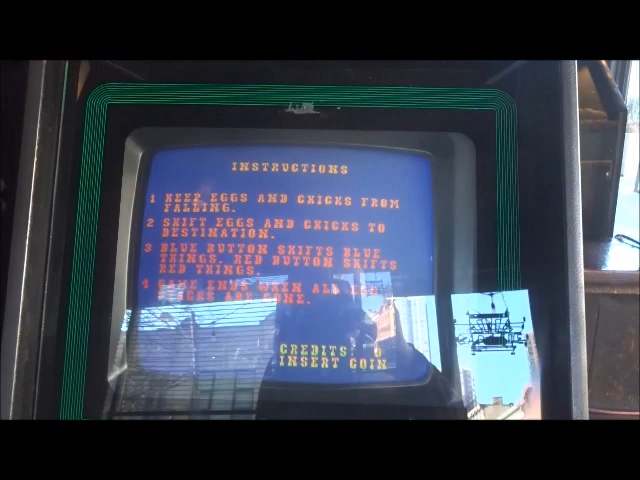 INSTRUCTIONS
1 KEEP EGGS AND CHICKS FROM
FALLING.
2 SHIFT EGGS AND CHICKS TO
DESTINATION.
3 BLUE BUTTON SHIFTS BLUE
THINGS. RED BUTTON SHIFTS
RED THINGS.
4 GAME ENDS WHEN ALL
ARE GONE.
CREDITS: 0
INSERT COIN